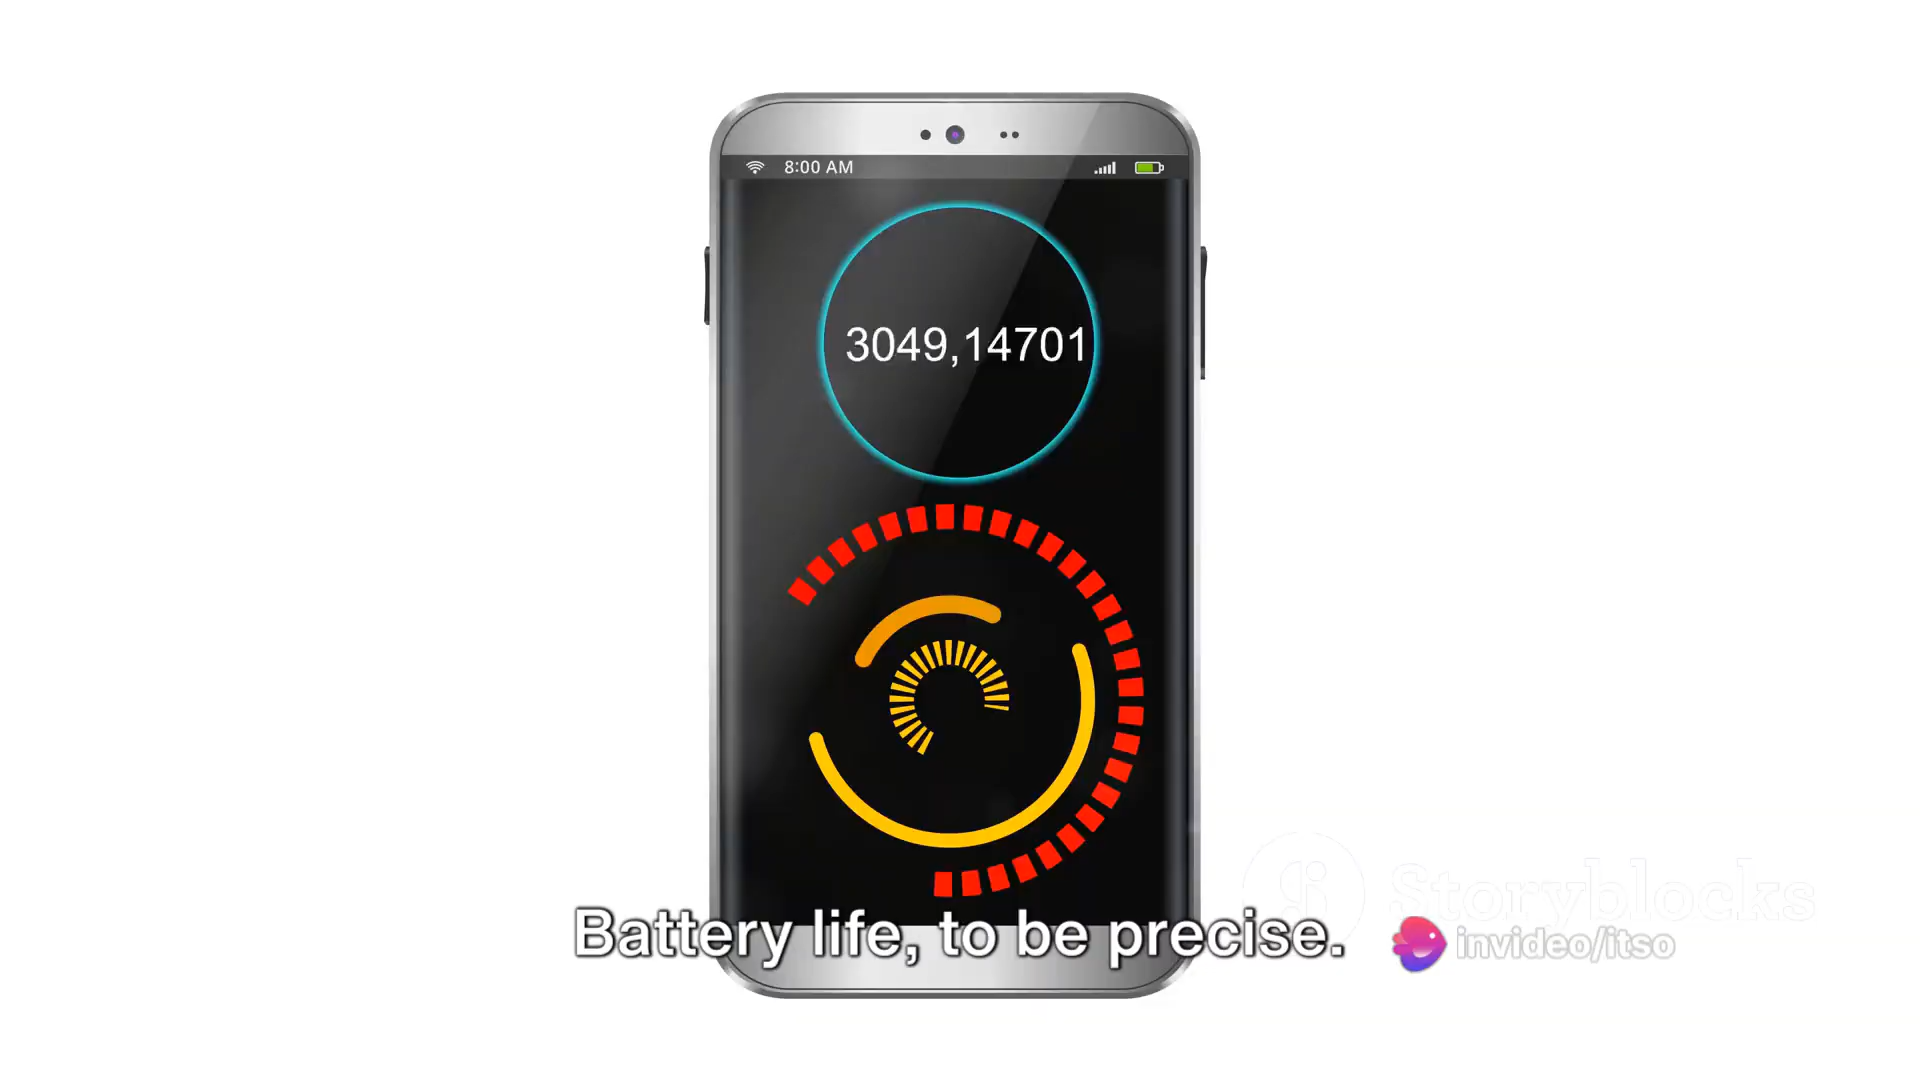 8:00 AM
3049,14701
Storyblocks
Battery life, to be precise.
invideo/itso